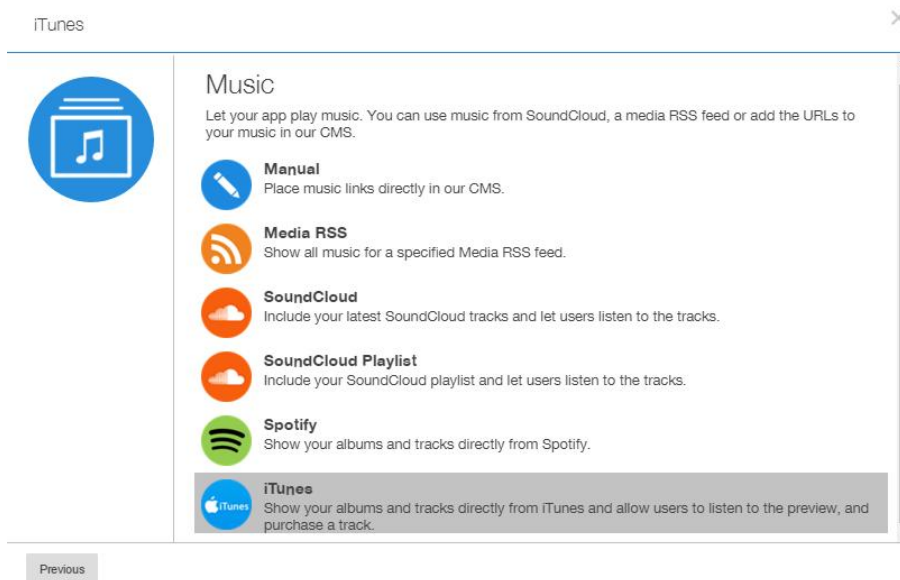 iTunes
Music
Let your app play music. You can use music from SoundCloud, a media RSS feed or add the URLs to
your music in our CMS.
Manual
Place music links directly in our CMS.
Media RSS
Show all music for a specified Media RSS feed.
SoundCloud
Include your latest SoundCloud tracks and let users listen to the tracks.
SoundCloud Playlist
Include your SoundCloud playlist and let users listen to the tracks.
Spotify
Show your albums and tracks directly from Spotify.
iTunes
iTunes
Show your albums and tracks directly from iTunes and allow users to listen to the preview, and
purchase a track.
Previous